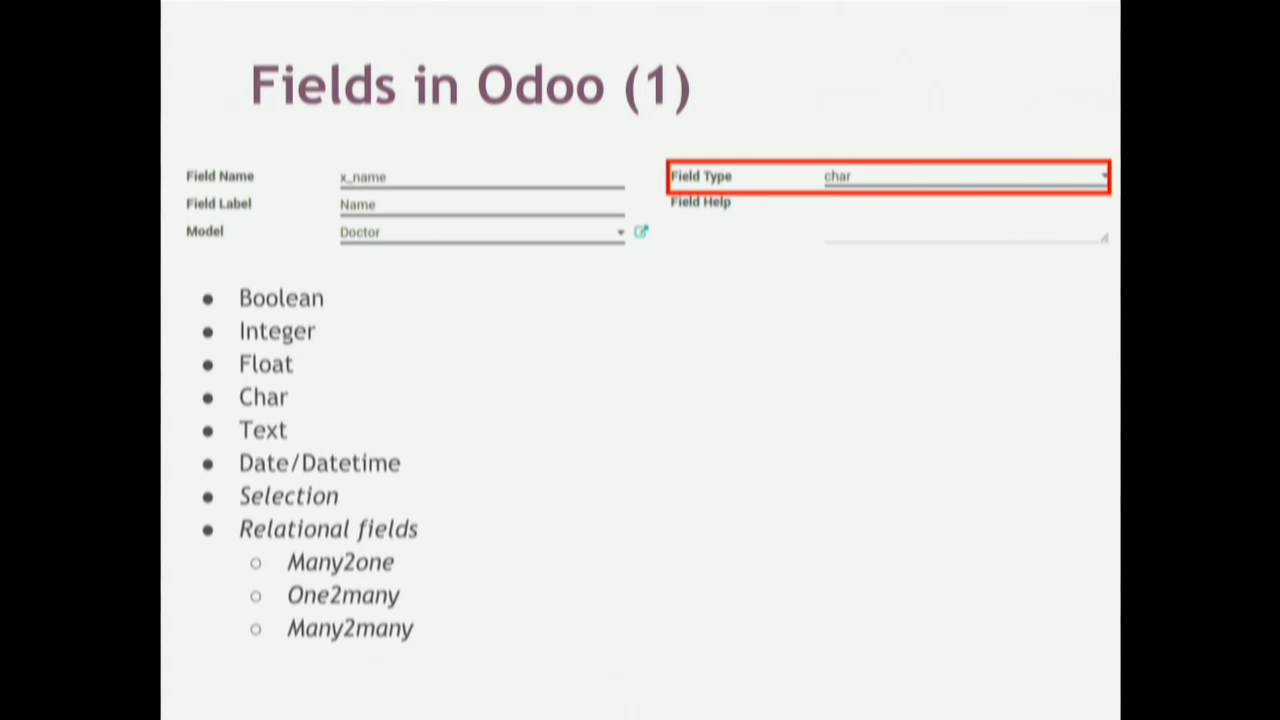 Fields in Odoo (1)
Field Name x_name Field Type char
Field Label Name Field Help
Model Doctor
● Boolean
● Integer
● Float
● Char
● Text
● Date/Datetime
● Selection
● Relational fields
○ Many2one
○ One2many
○ Many2many